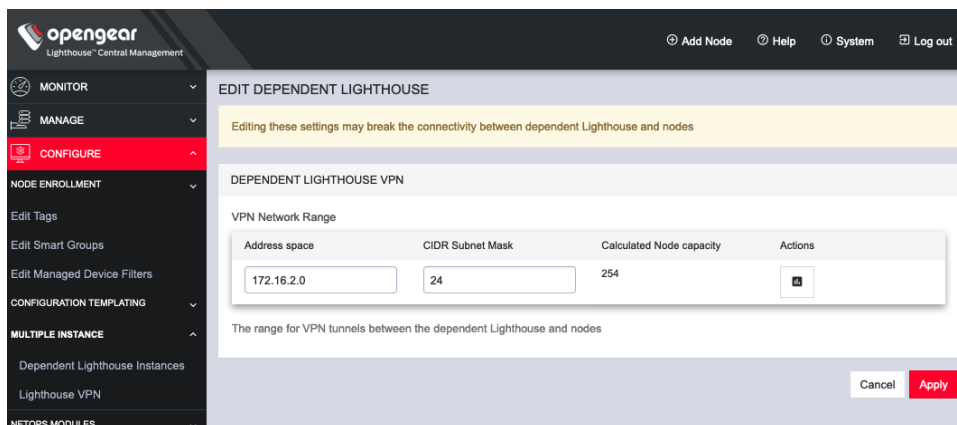 opengear
Lighthouse™ Central Management
Add Node
Help
System
Log out
MONITOR
MANAGE
CONFIGURE
NODE ENROLLMENT
Edit Tags
Edit Smart Groups
Edit Managed Device Filters
CONFIGURATION TEMPLATING
MULTIPLE INSTANCE
Dependent Lighthouse Instances
Lighthouse VPN
NETOPS MODULES
EDIT DEPENDENT LIGHTHOUSE
Editing these settings may break the connectivity between dependent Lighthouse and nodes
DEPENDENT LIGHTHOUSE VPN
VPN Network Range
Address space CIDR Subnet Mask Calculated Node capacity Actions
172.16.2.0 24 254
The range for VPN tunnels between the dependent Lighthouse and nodes
Cancel Apply